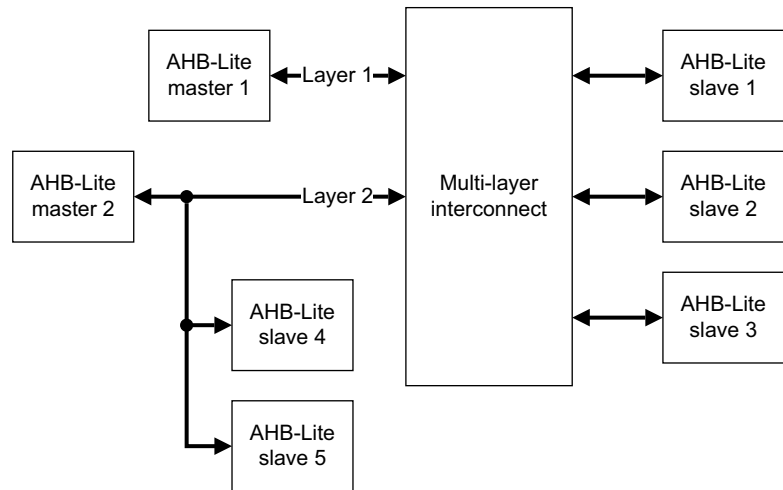 AHB-Lite
master 1
Layer 1
AHB-Lite
slave 1
AHB-Lite
master 2
Layer 2
Multi-layer
interconnect
AHB-Lite
slave 2
AHB-Lite
slave 4
AHB-Lite
slave 3
AHB-Lite
slave 5